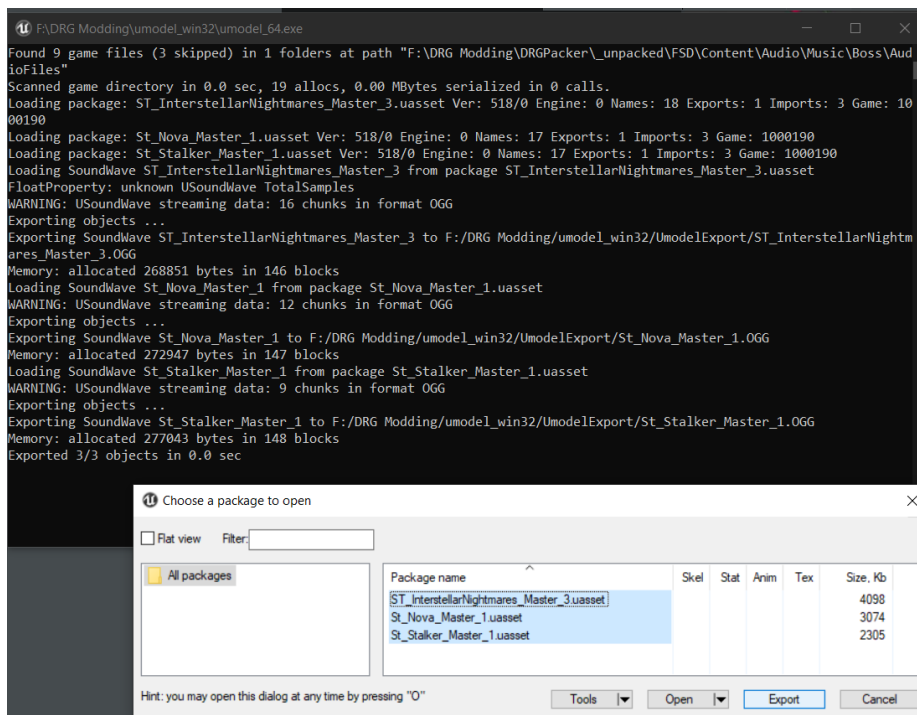 F:\DRG Modding\umodel_win32\umodel_64.exe
Found 9 game files (3 skipped) in 1 folders at path "F:\DRG Modding\DRGPacker\_unpacked\FSD\Content\Audio\Music\Boss\Aud
ioFiles"
Scanned game directory in 0.0 sec, 19 allocs, 0.00 MBytes serialized in 0 calls.
Loading package: ST_InterstellarNightmares_Master_3.uasset Ver: 518/0 Engine: 0 Names: 18 Exports: 1 Imports: 3 Game: 10
00190
Loading package: St_Nova_Master_1.uasset Ver: 518/0 Engine: 0 Names: 17 Exports: 1 Imports: 3 Game: 1000190
Loading package: St_Stalker_Master_1.uasset Ver: 518/0 Engine: 0 Names: 17 Exports: 1 Imports: 3 Game: 1000190
Loading SoundWave ST_InterstellarNightmares_Master_3 from package ST_InterstellarNightmares_Master_3.uasset
FloatProperty: unknown USoundWave TotalSamples
WARNING: USoundWave streaming data: 16 chunks in format OGG
Exporting objects ...
Exporting SoundWave ST_InterstellarNightmares_Master_3 to F:/DRG Modding/umodel_win32/UmodelExport/ST_InterstellarNightm
ares_Master_3.OGG
Memory: allocated 268851 bytes in 146 blocks
Loading SoundWave St_Nova_Master_1 from package St_Nova_Master_1.uasset
WARNING: USoundWave streaming data: 12 chunks in format OGG
Exporting objects ...
Exporting SoundWave St_Nova_Master_1 to F:/DRG Modding/umodel_win32/UmodelExport/St_Nova_Master_1.OGG
Memory: allocated 272947 bytes in 147 blocks
Loading SoundWave St_Stalker_Master_1 from package St_Stalker_Master_1.uasset
WARNING: USoundWave streaming data: 9 chunks in format OGG
Exporting objects ...
Exporting SoundWave St_Stalker_Master_1 to F:/DRG Modding/umodel_win32/UmodelExport/St_Stalker_Master_1.OGG
Memory: allocated 277043 bytes in 148 blocks
Exported 3/3 objects in 0.0 sec
Choose a package to open
Flat view Filter:
All packages
Package name Skel Stat Anim Tex Size, Kb
ST_InterstellarNightmares_Master_3.uasset 4098
St_Nova_Master_1.uasset 3074
St_Stalker_Master_1.uasset 2305
Hint: you may open this dialog at any time by pressing "O"
Tools Open Export Cancel